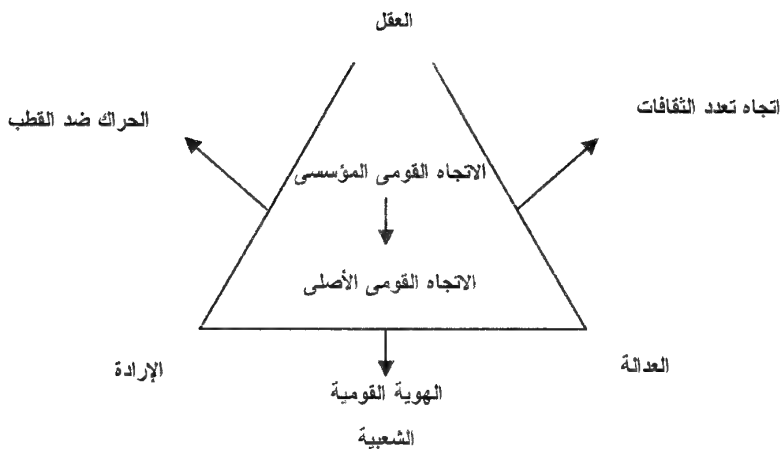 العقل
اتجاه تعدد الثقافات
الحراك ضد القطب
الاتجاه القومى المؤسسى
الاتجاه القومى الأصلى
العدالة
الإرادة
الهوية القومية
الشعبية